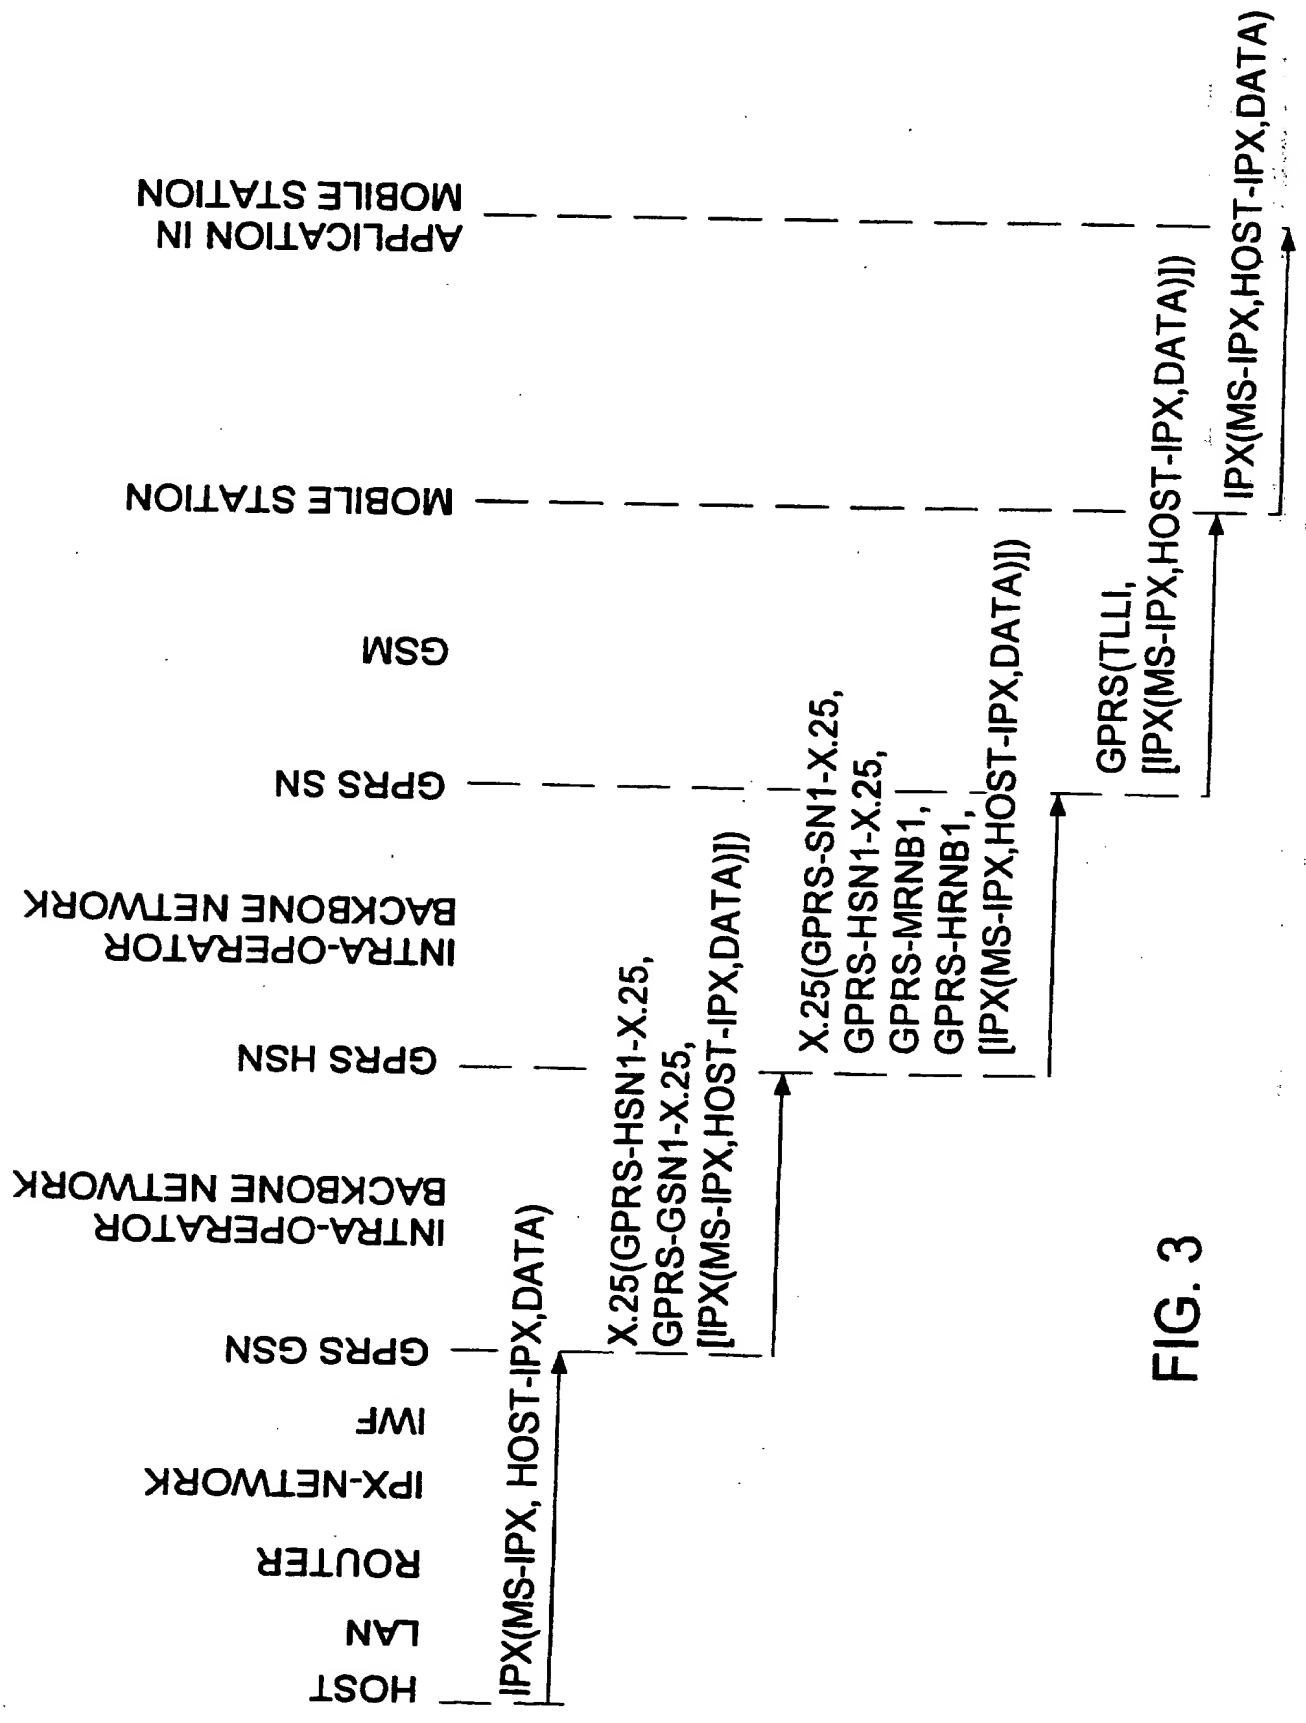 HOST
LAN
ROUTER
IPX-NETWORK
IWF
GPRS GSN
INTRA-OPERATOR
BACKBONE NETWORK
GPRS HSN
INTRA-OPERATOR
BACKBONE NETWORK
GPRS SN
GSM
MOBILE STATION
APPLICATION IN
MOBILE STATION
IPX(MS-IPX, HOST-IPX,DATA)
X.25(GPRS-HSN1-X.25,
GPRS-GSN1-X.25,
[IPX(MS-IPX,HOST-IPX,DATA)])
X.25(GPRS-SN1-X.25,
GPRS-HSN1-X.25,
GPRS-MRNB1,
GPRS-HRNB1,
[IPX(MS-IPX,HOST-IPX,DATA)])
GPRS(TLLI,
[IPX(MS-IPX,HOST-IPX,DATA)])
IPX(MS-IPX,HOST-IPX,DATA)
FIG. 3